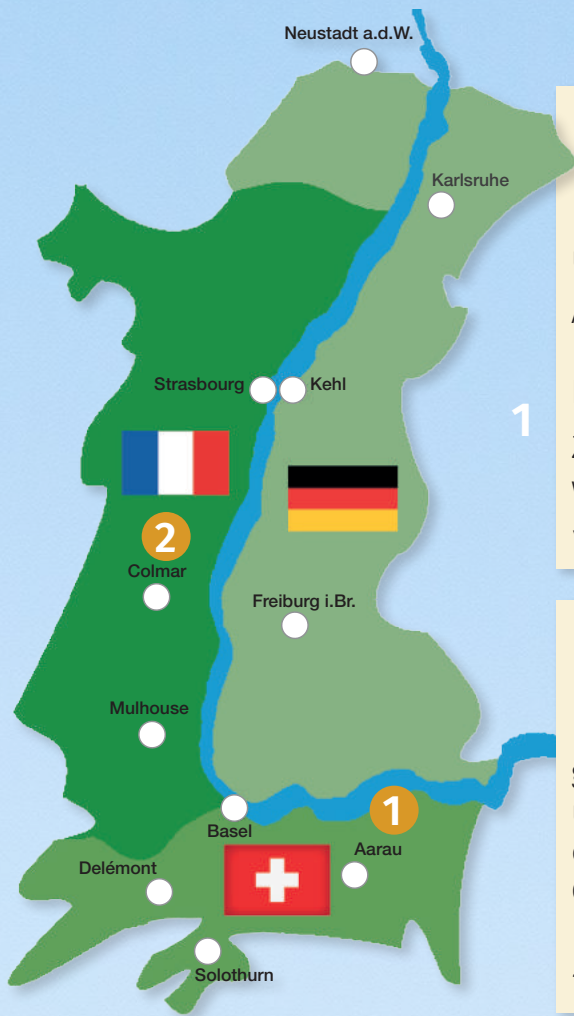 Neustadt a.d.W.
Karlsruhe
Strasbourg
Kehl
1
2
Colmar
Freiburg i.Br.
Mulhouse
1
Basel
Aarau
Delémont
Solothurn